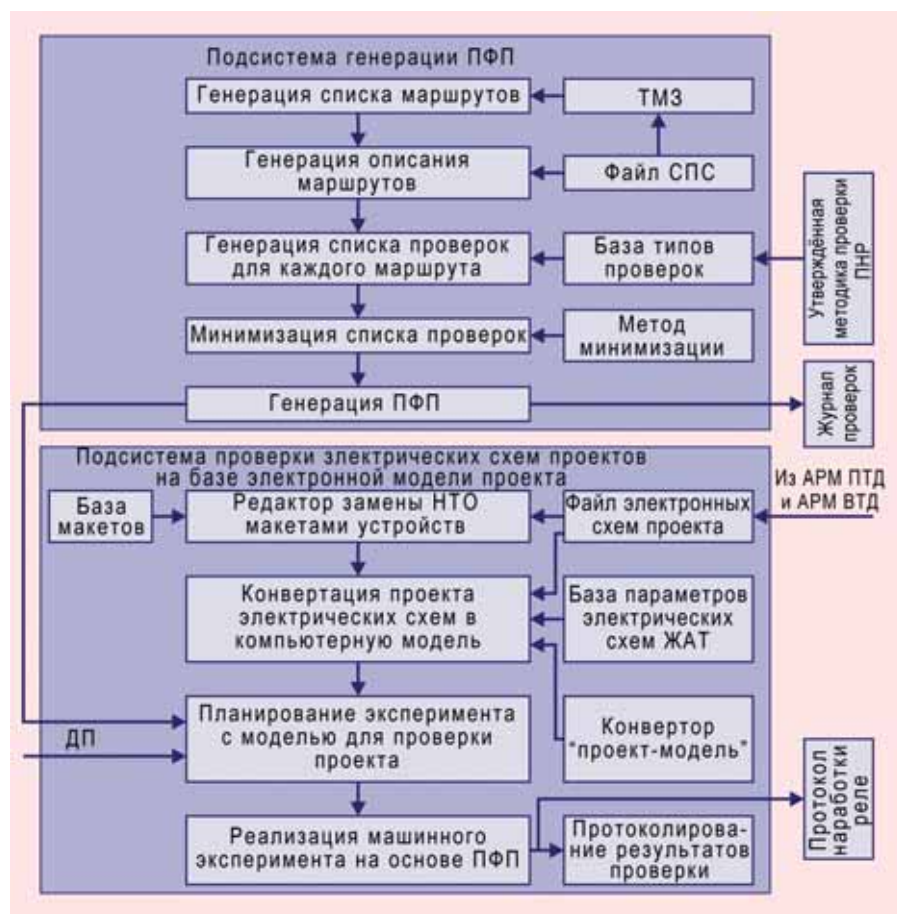 Подсистема генерации ПФП
Генерация списка маршрутов
ТМЗ
Генерация описания
маршрутов
Файл СПС
Генерация списка проверок
для каждого маршрута
База типов
проверок
Утверждённая
методика проверки
ПНР
Минимизация списка проверок
Метод
минимизации
Генерация ПФП
Журнал
проверок
Подсистема проверки электрических схем проектов
на базе электронной модели проекта
База
макетов
Редактор замены НТО
макетами устройств
Файл электронных
схем проекта
Из АРМ ПТД
и АРМ ВТД
Конвертация проекта
электрических схем в
компьютерную модель
База параметров
электрических
схем ЖАТ
Планирование эксперимента
с моделью для проверки
проекта
Конвертор
"проект-модель"
ДП
Реализация машинного
эксперимента на основе ПФП
Протоколирова-
ние результатов
проверки
Протокол
наработки
реле